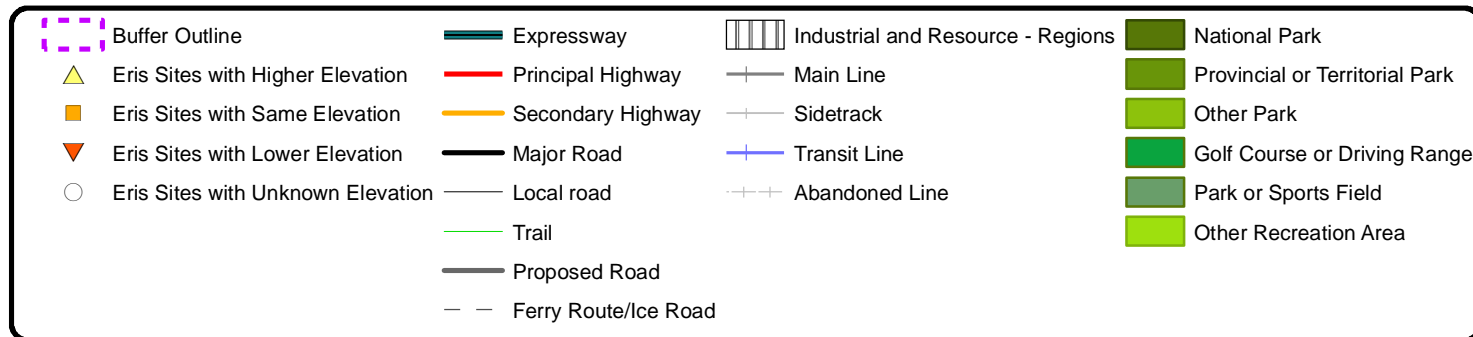 Buffer Outline
Eris Sites with Higher Elevation
Eris Sites with Same Elevation
Eris Sites with Lower Elevation
Eris Sites with Unknown Elevation
Expressway
Principal Highway
Secondary Highway
Major Road
Local road
Trail
Proposed Road
Ferry Route/Ice Road
Industrial and Resource - Regions
Main Line
Sidetrack
Transit Line
Abandoned Line
National Park
Provincial or Territorial Park
Other Park
Golf Course or Driving Range
Park or Sports Field
Other Recreation Area